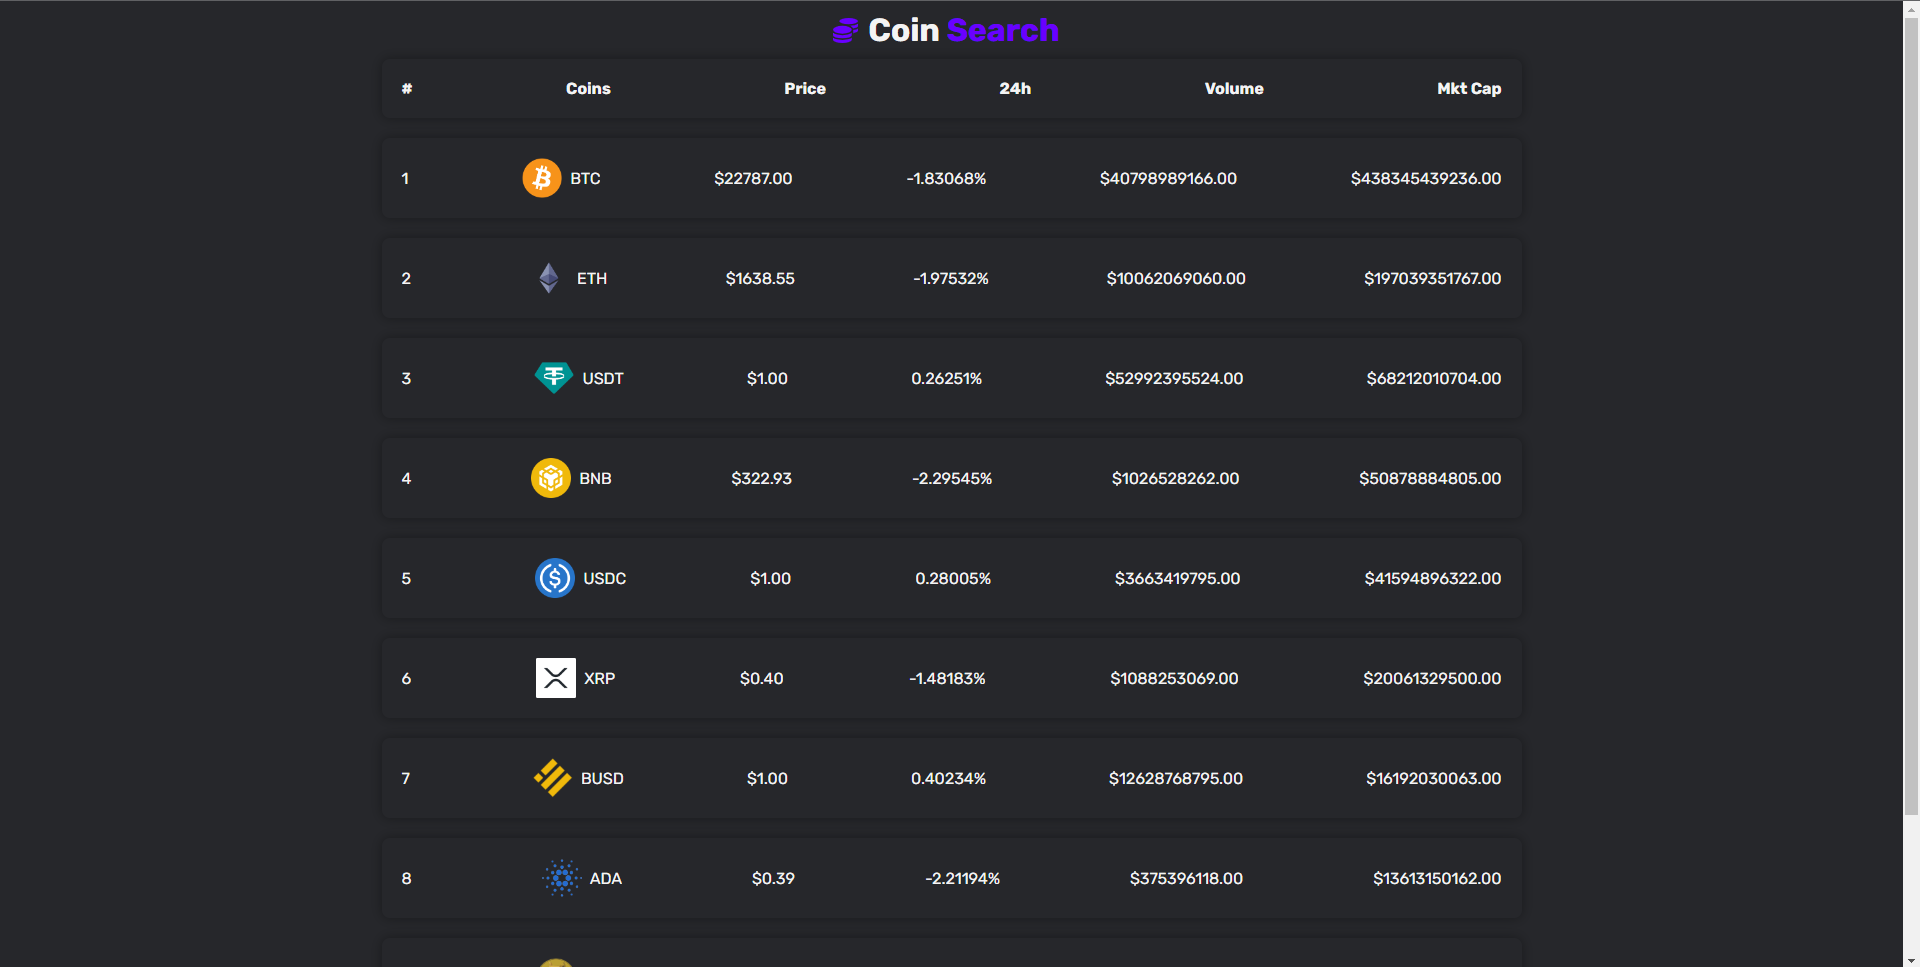 Coin Search
# Coins Price 24h Volume Mkt Cap
1 BTC $22787.00 -1.83068% $40798989166.00 $438345439236.00
2 ETH $1638.55 -1.97532% $10062069060.00 $197039351767.00
3 USDT $1.00 0.26251% $52992395524.00 $68212010704.00
4 BNB $322.93 -2.29545% $1026528262.00 $50878884805.00
5 USDC $1.00 0.28005% $3663419795.00 $41594896322.00
6 XRP $0.40 -1.48183% $1088253069.00 $20061329500.00
7 BUSD $1.00 0.40234% $12628768795.00 $16192030063.00
8 ADA $0.39 -2.21194% $375396118.00 $13613150162.00